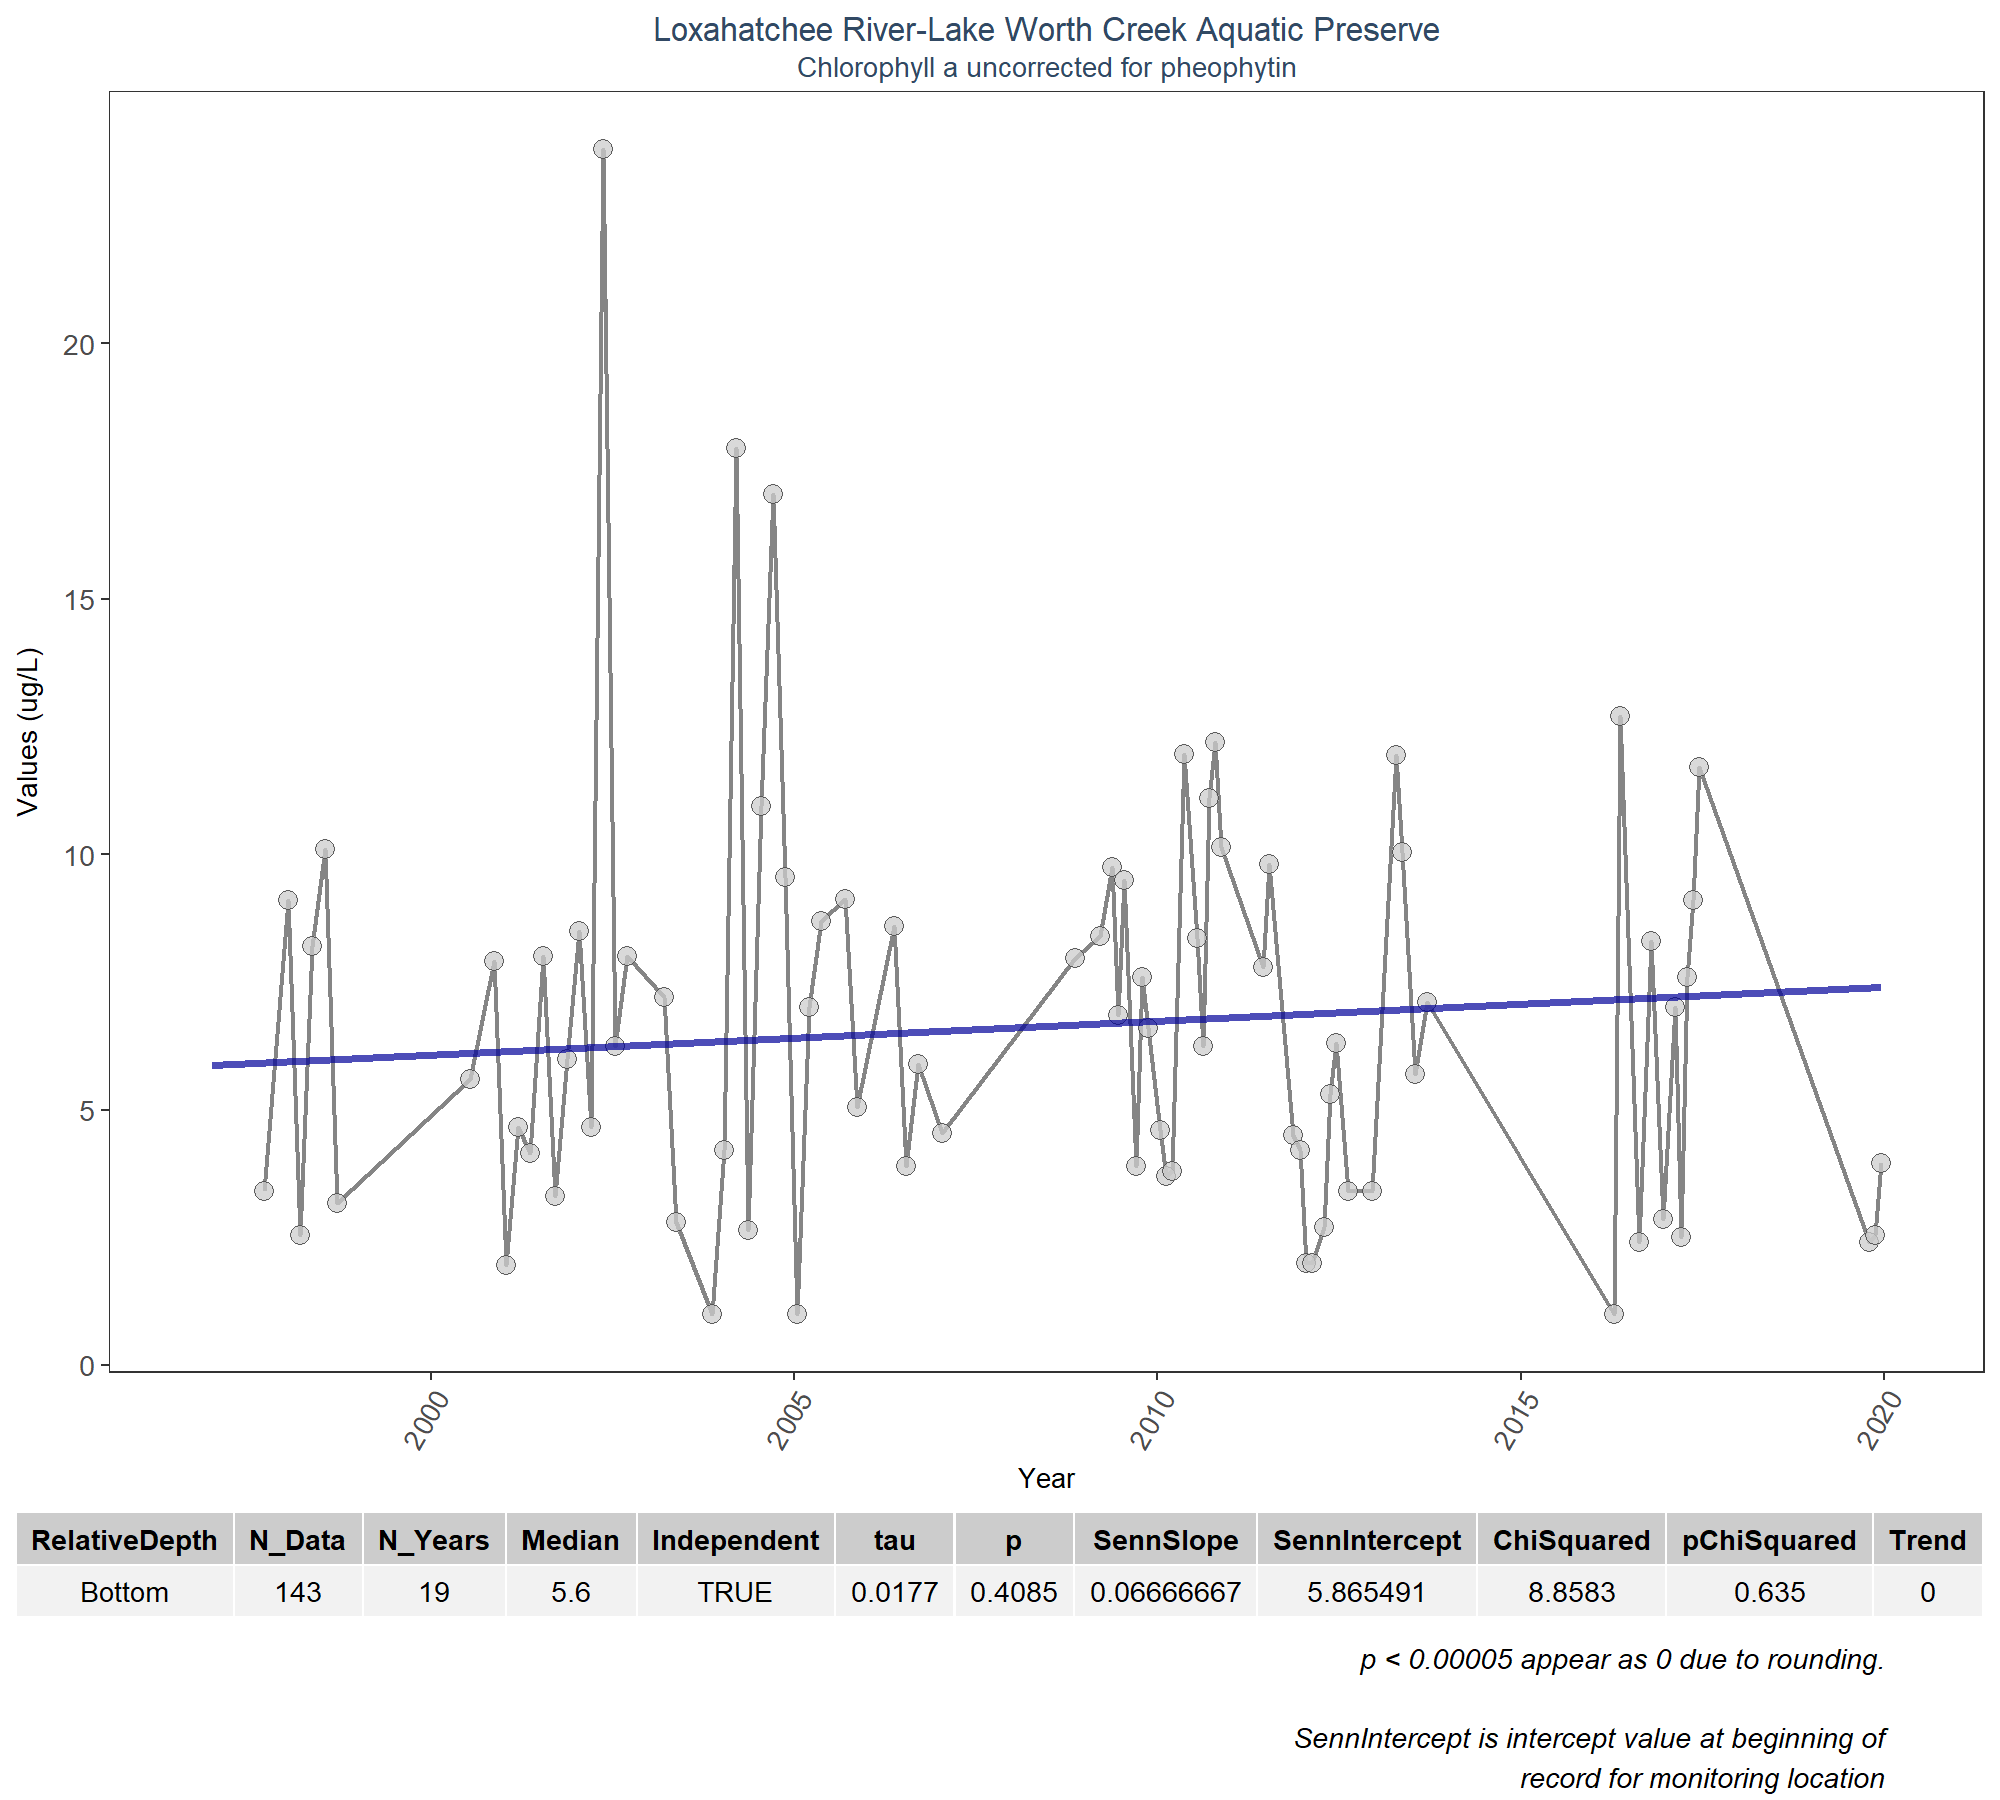 Loxahatchee River-Lake Worth Creek Aquatic Preserve
Chlorophyll a uncorrected for pheophytin
Values (ug/L)
20
15
10
5
0
2000 2005 2010 2015 2020
Year
RelativeDepth N_Data N_Years Median Independent tau p SennSlope SennIntercept ChiSquared pChiSquared Trend
Bottom 143 19 5.6 TRUE 0.0177 0.4085 0.06666667 5.865491 8.8583 0.635 0
p < 0.00005 appear as 0 due to rounding.
SennIntercept is intercept value at beginning of
record for monitoring location